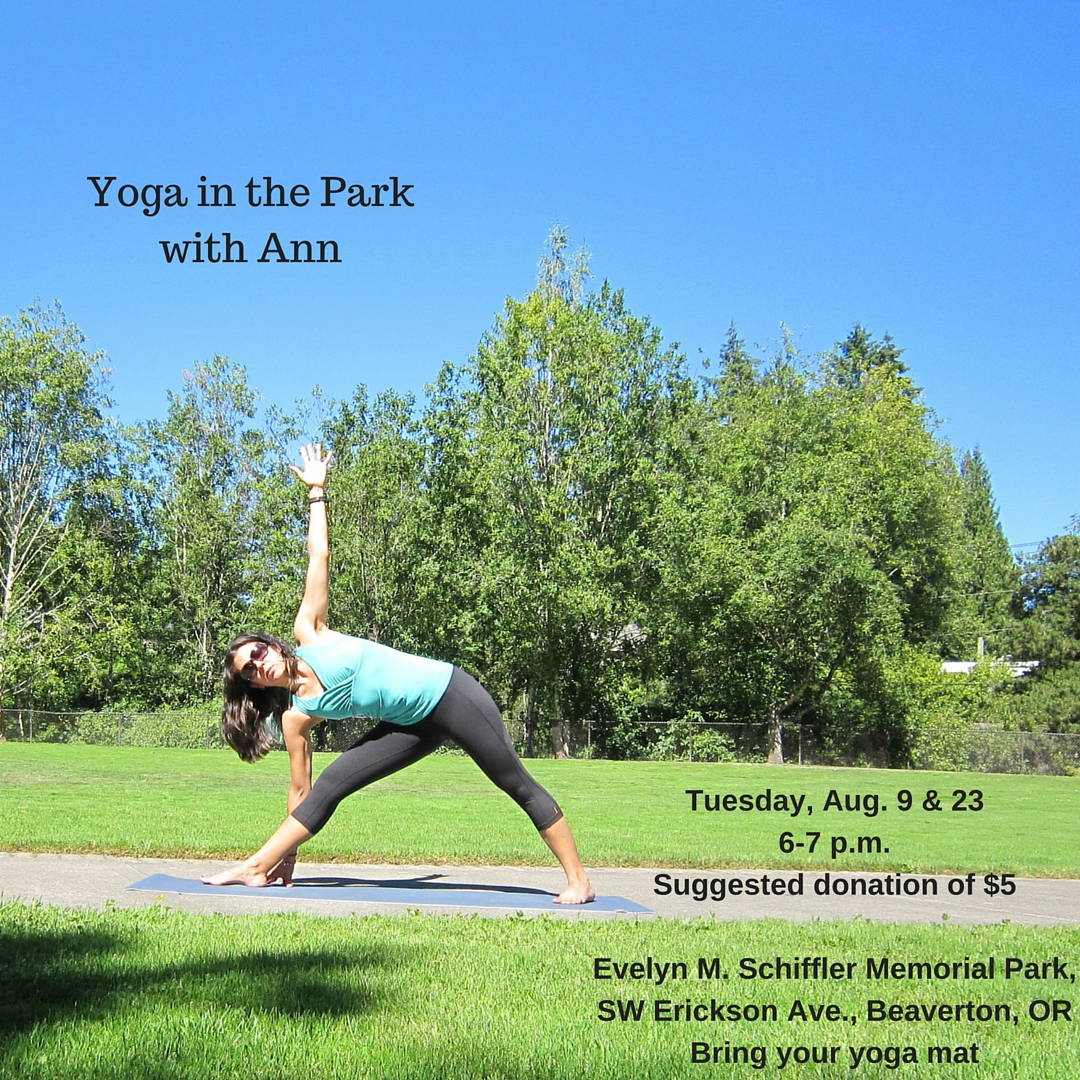 Yoga in the Park
with Ann
Tuesday, Aug. 9 & 23
6-7 p.m.
Suggested donation of $5
Evelyn M. Schiffler Memorial Park,
SW Erickson Ave., Beaverton, OR
Bring your yoga mat